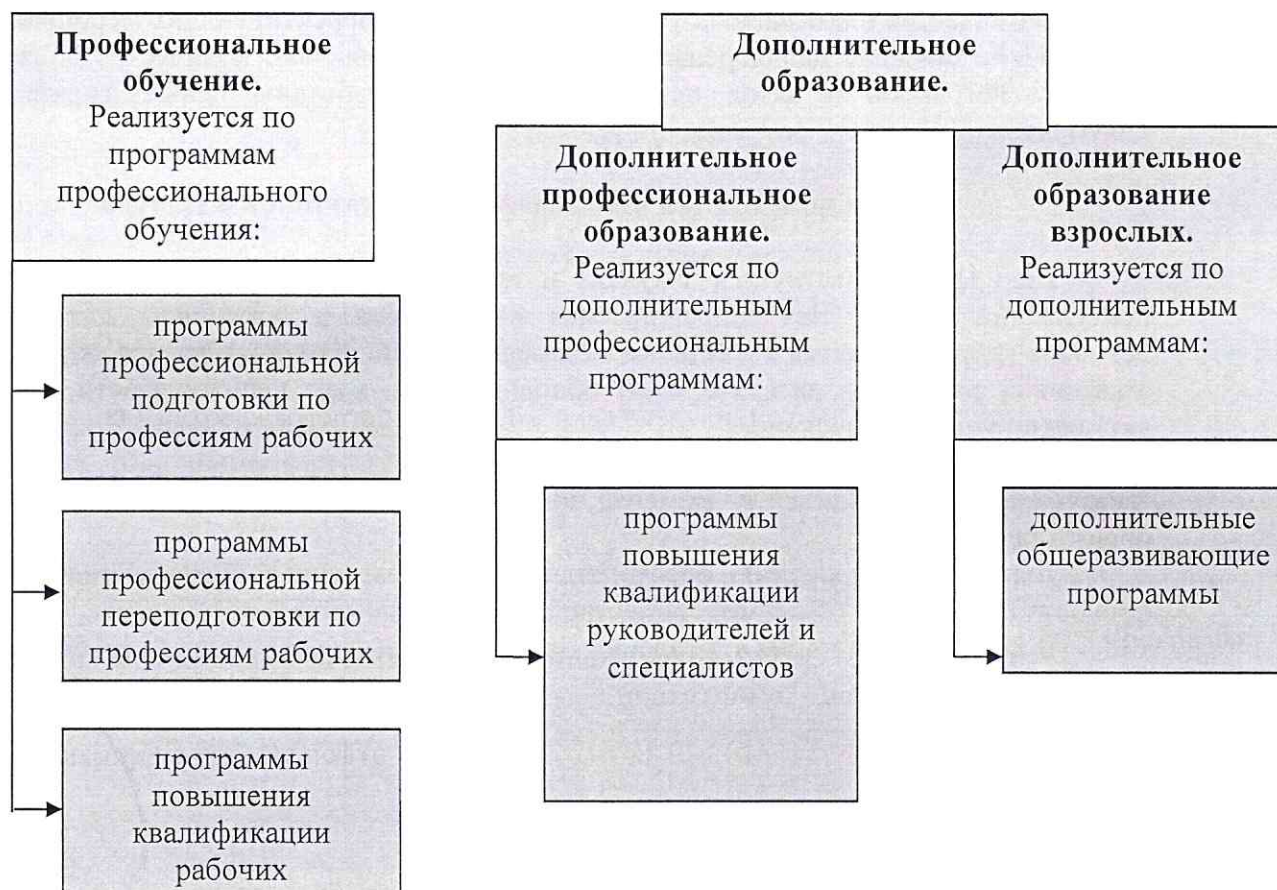 Профессиональное
обучение.
Реализуется по
программам
профессионального
обучения:
программы
профессиональной
подготовки по
профессиям рабочих
программы
профессиональной
переподготовки по
профессиям рабочих
программы
повышения
квалификации
рабочих
Дополнительное
образование.
Дополнительное
профессиональное
образование.
Реализуется по
дополнительным
профессиональным
программам:
программы
повышения
квалификации
руководителей и
специалистов
Дополнительное
образование
взрослых.
Реализуется по
дополнительным
программам:
дополнительные
общеразвивающие
программы